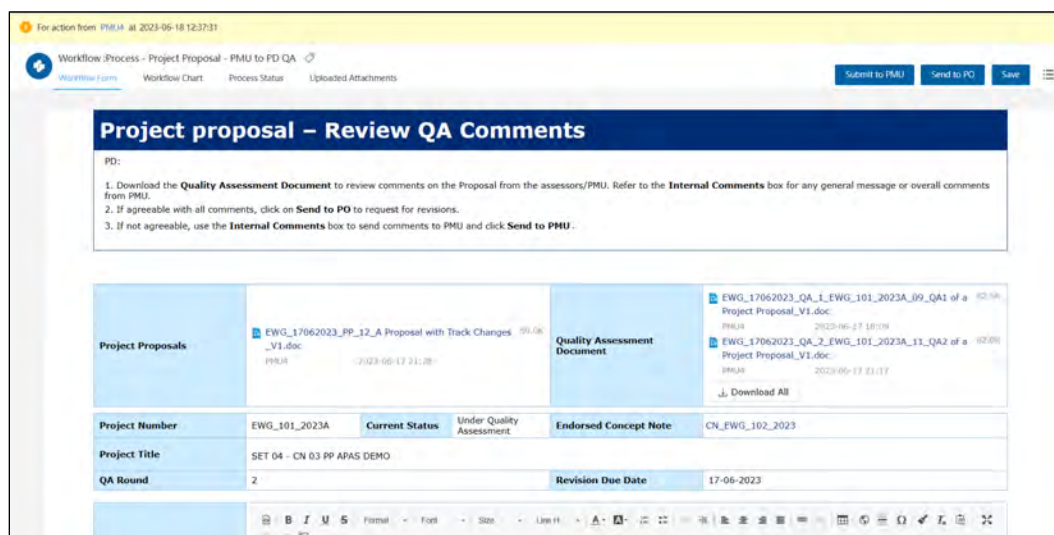 For action from PMU4 at 2023-06-18 12:37:31
Workflow :Process - Project Proposal - PMU to PD QA
Workflow Form Workflow Chart Process Status Uploaded Attachments
Submit to PMU Send to PO Save
Project proposal – Review QA Comments
PD:
1. Download the Quality Assessment Document to review comments on the Proposal from the assessors/PMU. Refer to the Internal Comments box for any general message or overall comments
from PMU.
2. If agreeable with all comments, click on Send to PO to request for revisions.
3. If not agreeable, use the Internal Comments box to send comments to PMU and click Send to PMU.
Project Proposals
EWG_17062023_PP_12_A Proposal with Track Changes
_V1.doc
PMU4 2023-06-17 21:28
Quality Assessment
Document
EWG_17062023_QA_1_EWG_101_2023A_09_QA1 of a
Project Proposal_V1.doc
PMU4 2023-06-17 18:09
EWG_17062023_QA_2_EWG_101_2023A_11_QA2 of a
Project Proposal_V1.doc
PMU4 2023-06-17 21:17
Download All
Project Number EWG_101_2023A Current Status Under Quality
Assessment
Endorsed Concept Note CN_EWG_102_2023
Project Title SET 04 - CN 03 PP APAS DEMO
QA Round 2 Revision Due Date 17-06-2023
B I U S Format Font Size Line H